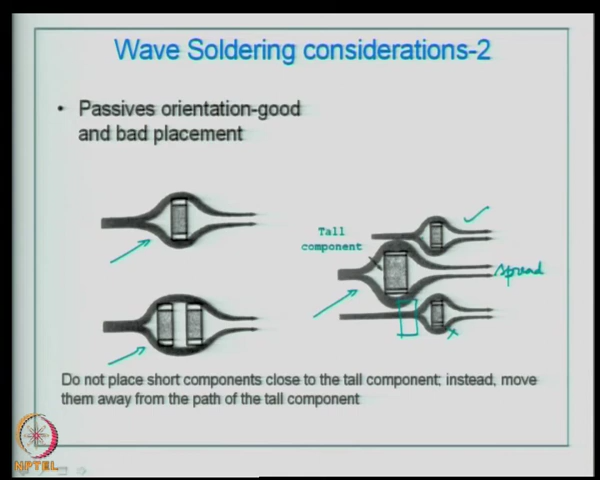 Wave Soldering considerations-2
• Passives orientation-good
and bad placement
Tall
component
spread
Do not place short components close to the tall component; instead, move
them away from the path of the tall component
NPTEL